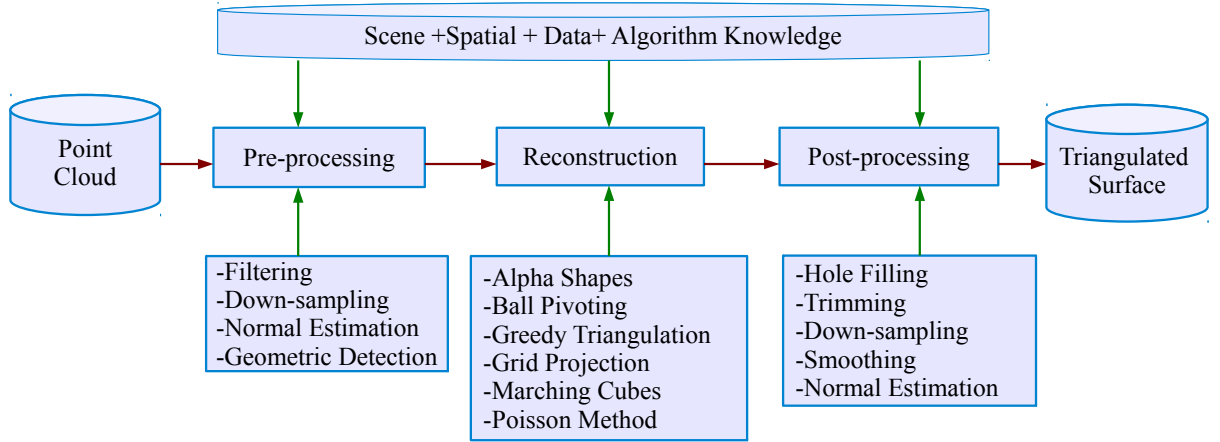 Scene +Spatial + Data+ Algorithm Knowledge
Point
Cloud
Pre-processing
Reconstruction
Post-processing
Triangulated
Surface
-Filtering
-Down-sampling
-Normal Estimation
-Geometric Detection
-Alpha Shapes
-Ball Pivoting
-Greedy Triangulation
-Grid Projection
-Marching Cubes
-Poisson Method
-Hole Filling
-Trimming
-Down-sampling
-Smoothing
-Normal Estimation